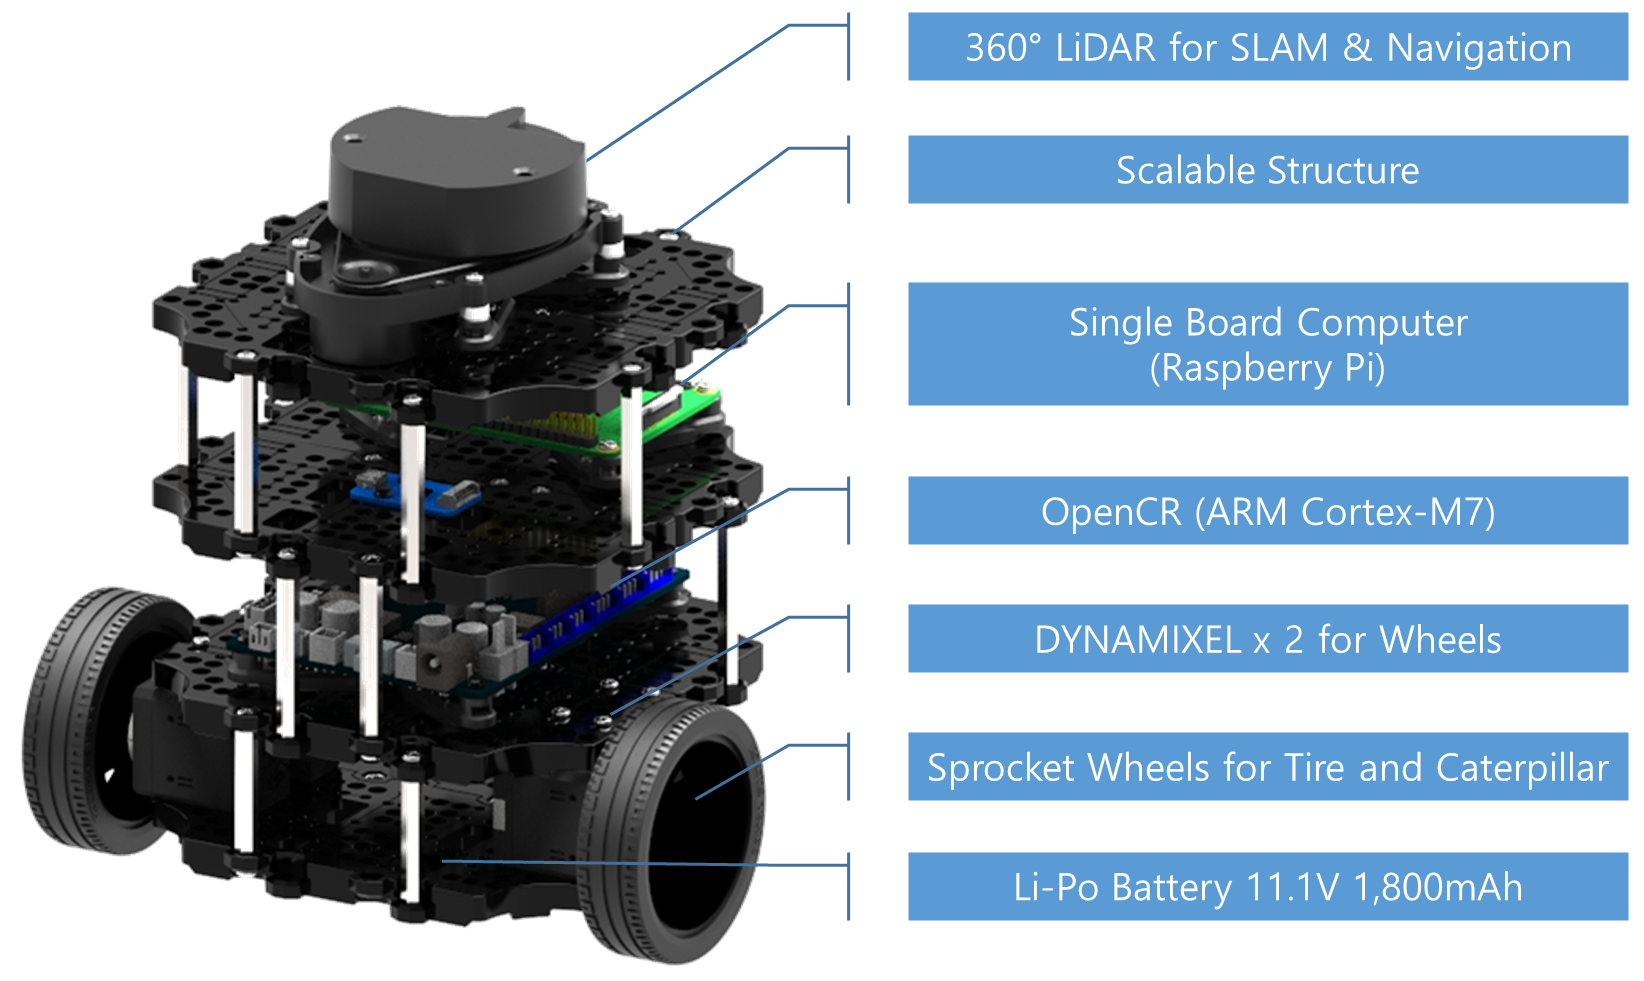 360° LiDAR for SLAM & Navigation
Scalable Structure
Single Board Computer
(Raspberry Pi)
OpenCR (ARM Cortex-M7)
DYNAMIXEL x 2 for Wheels
Sprocket Wheels for Tire and Caterpillar
Li-Po Battery 11.1V 1,800mAh